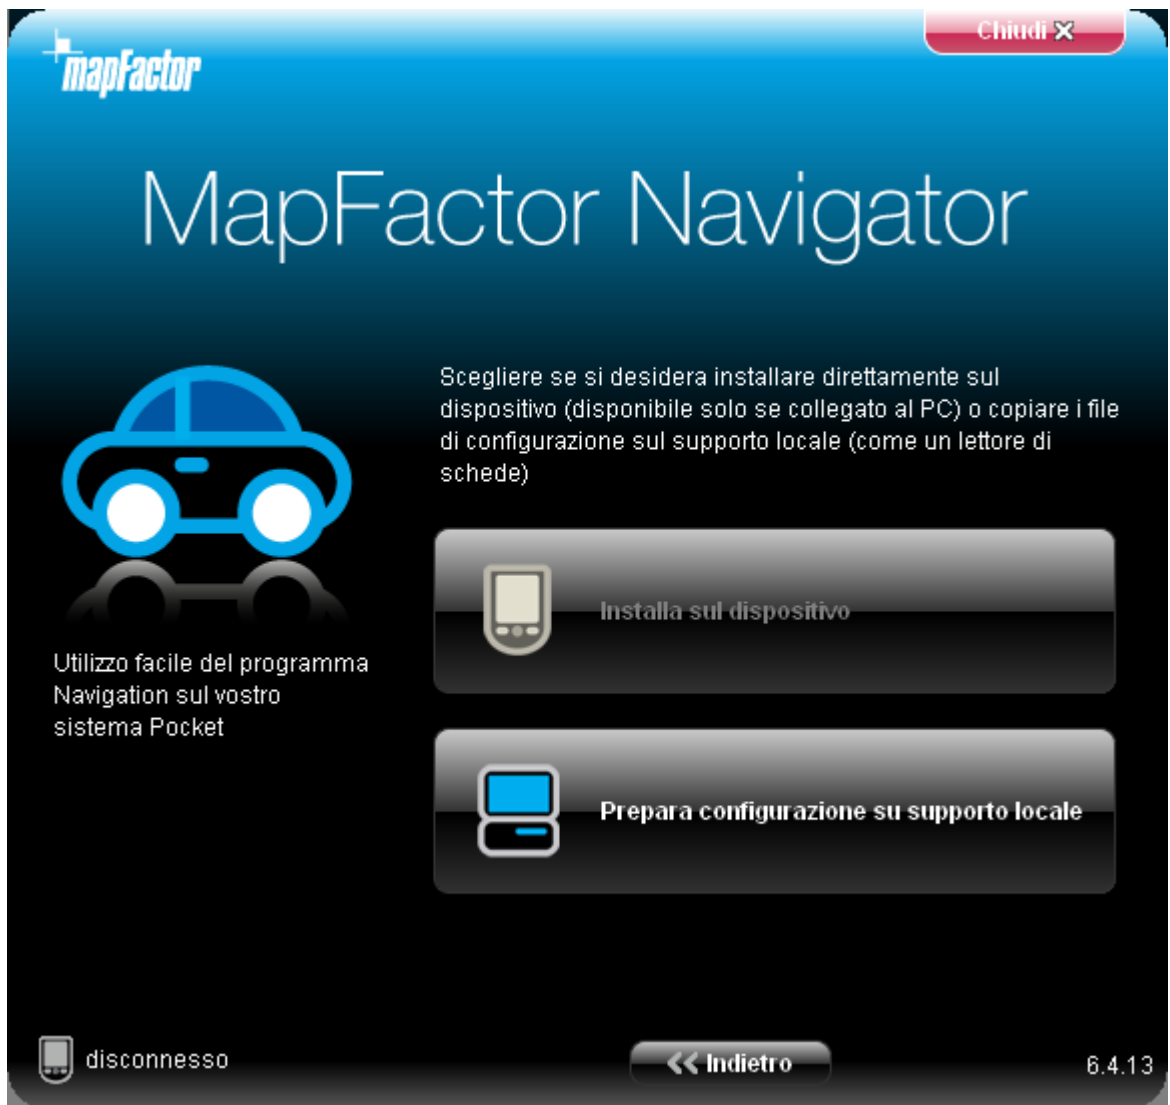 Chiudi
mapFactor
MapFactor Navigator
Scegliere se si desidera installare direttamente sul
dispositivo (disponibile solo se collegato al PC) o copiare i file
di configurazione sul supporto locale (come un lettore di
schede)
Installa sul dispositivo
Utilizzo facile del programma
Navigation sul vostro
sistema Pocket
Prepara configurazione su supporto locale
disconnesso
Indietro
6.4.13